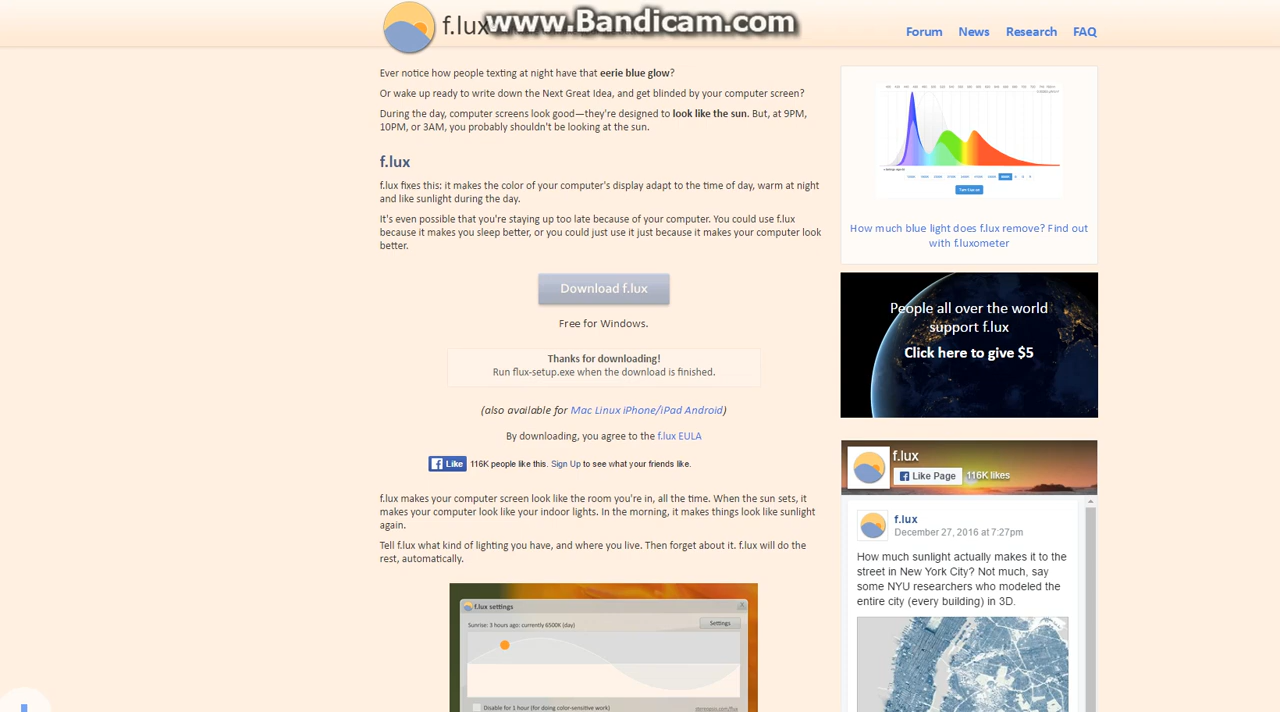 f.lux
www.Bandicam.com
Forum News Research FAQ
Ever notice how people texting at night have that eerie blue glow?
Or wake up ready to write down the Next Great Idea, and get blinded by your computer screen?
During the day, computer screens look good—they're designed to look like the sun. But, at 9PM,
10PM, or 3AM, you probably shouldn't be looking at the sun.
f.lux
f.lux fixes this: it makes the color of your computer's display adapt to the time of day, warm at night
and like sunlight during the day.
It's even possible that you're staying up too late because of your computer. You could use f.lux
because it makes you sleep better, or you could just use it just because it makes your computer look
better.
Download f.lux
Free for Windows.
Thanks for downloading!
Run flux-setup.exe when the download is finished.
(also available for Mac Linux iPhone/iPad Android)
By downloading, you agree to the f.lux EULA
Like 116K people like this. Sign Up to see what your friends like.
f.lux makes your computer screen look like the room you're in, all the time. When the sun sets, it
makes your computer look like your indoor lights. In the morning, it makes things look like sunlight
again.
Tell f.lux what kind of lighting you have, and where you live. Then forget about it. f.lux will do the
rest, automatically.
f.lux settings
Sunrise: 3 hours ago: currently 6500K (day)
Settings
Disable for 1 hour (for doing color-sensitive work)
How much blue light does f.lux remove? Find out
with f.luxometer
People all over the world
support f.lux
Click here to give $5
f.lux
Like Page 116K likes
f.lux
December 27, 2016 at 7:27pm
How much sunlight actually makes it to the
street in New York City? Not much, say
some NYU researchers who modeled the
entire city (every building) in 3D.